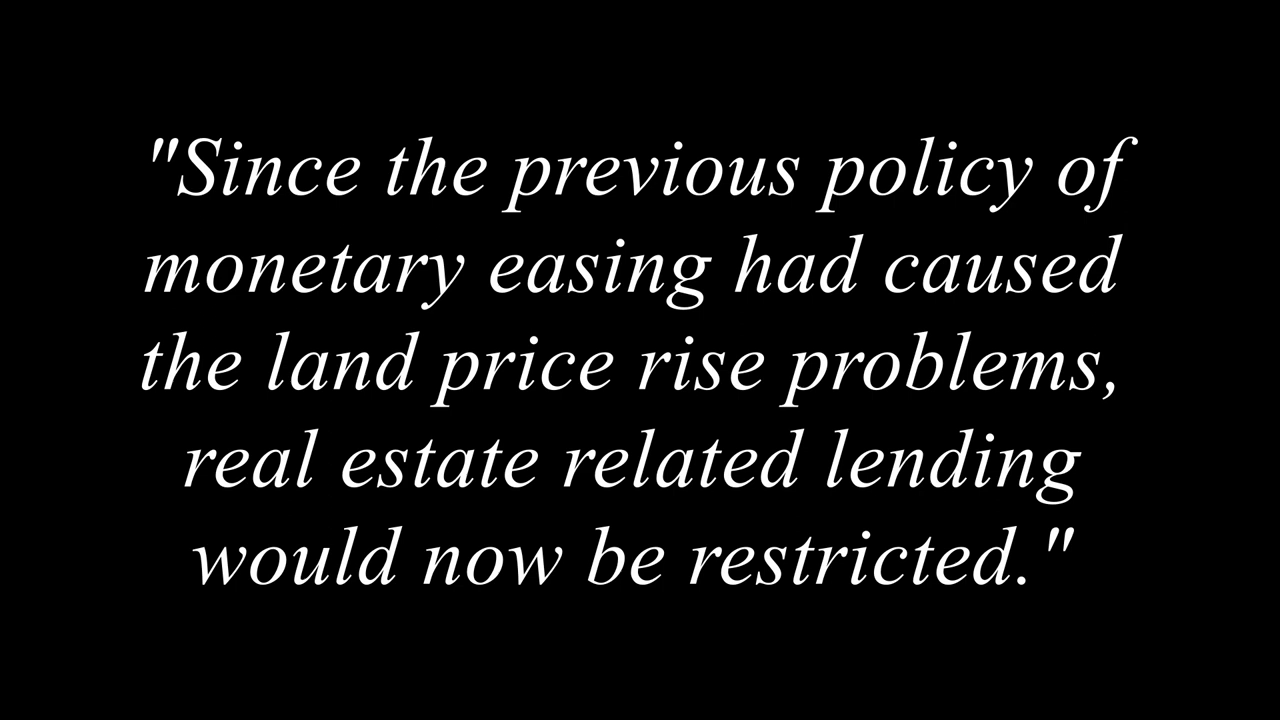 "Since the previous policy of
monetary easing had caused
the land price rise problems,
real estate related lending
would now be restricted."